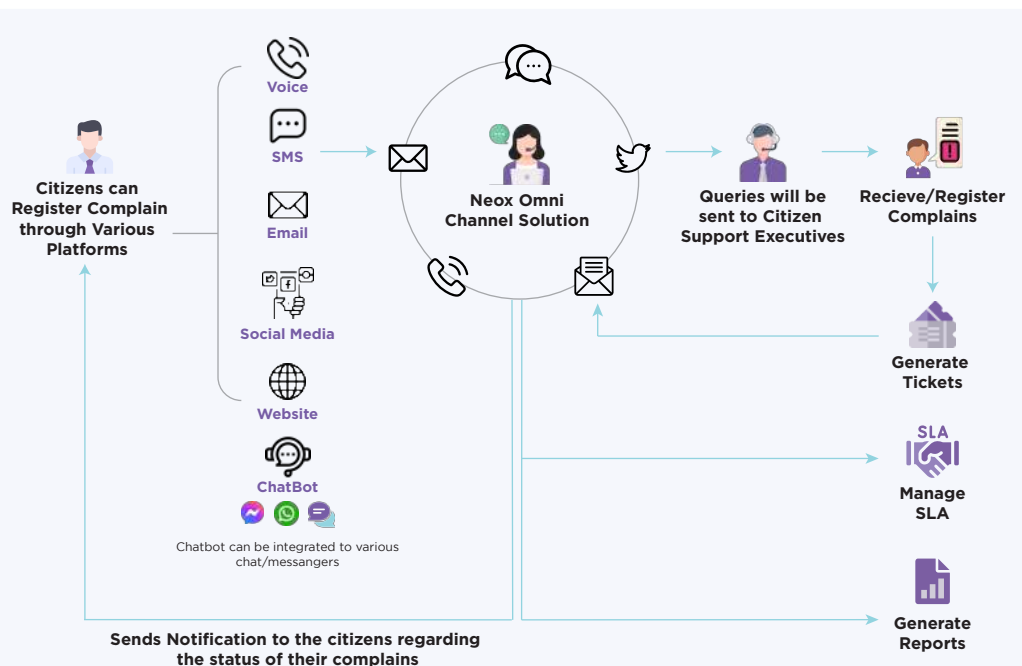 Voice
SMS
Email
Social Media
Website
ChatBot
Chatbot can be integrated to various
chat/messangers
Citizens can
Register Complain
through Various
Platforms
Neox Omni
Channel Solution
Queries will be
sent to Citizen
Support Executives
Recieve/Register
Complains
Generate
Tickets
SLA
Manage
SLA
Generate
Reports
Sends Notification to the citizens regarding
the status of their complains